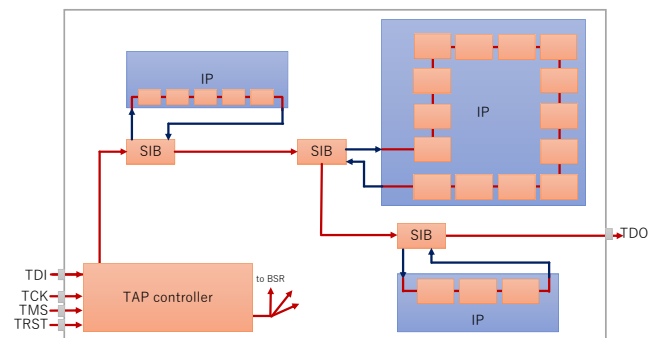 IP
IP
SIB
SIB
SIB
TDO
TDI
TCK
TMS
TRST
TAP controller
to BSR
IP